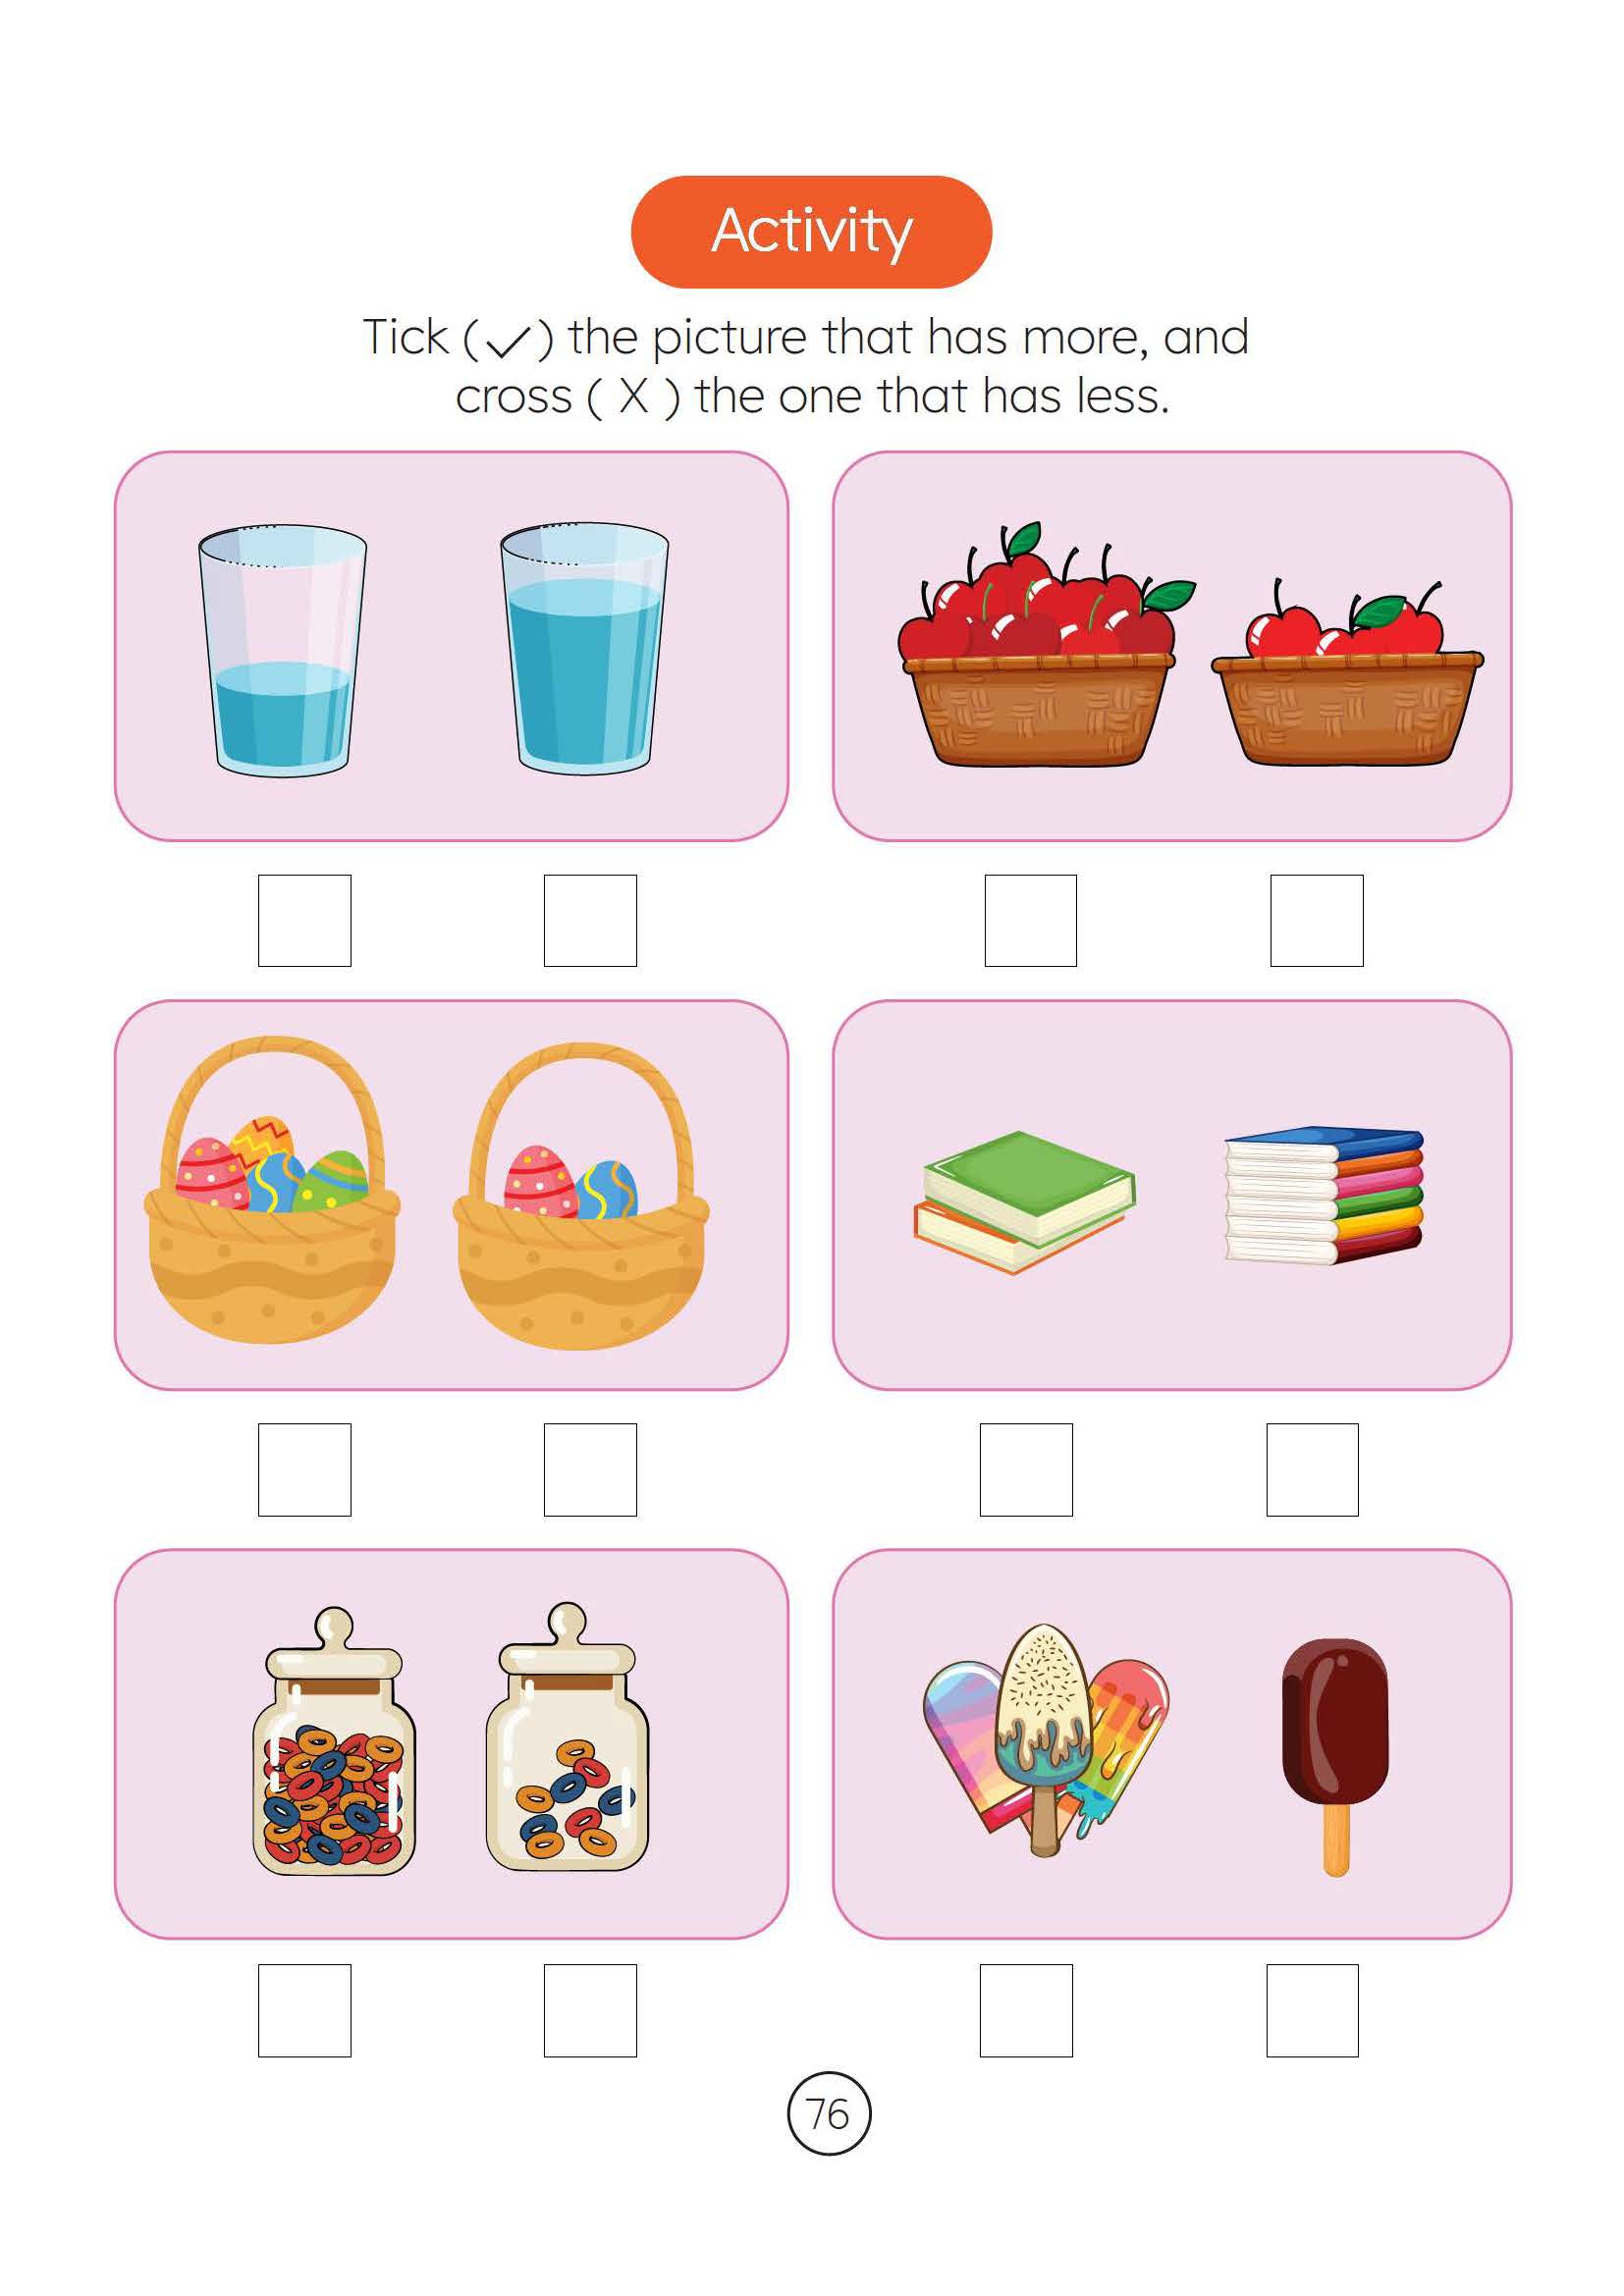 Activity
Tick (✓) the picture that has more, and
cross ( X ) the one that has less.
76